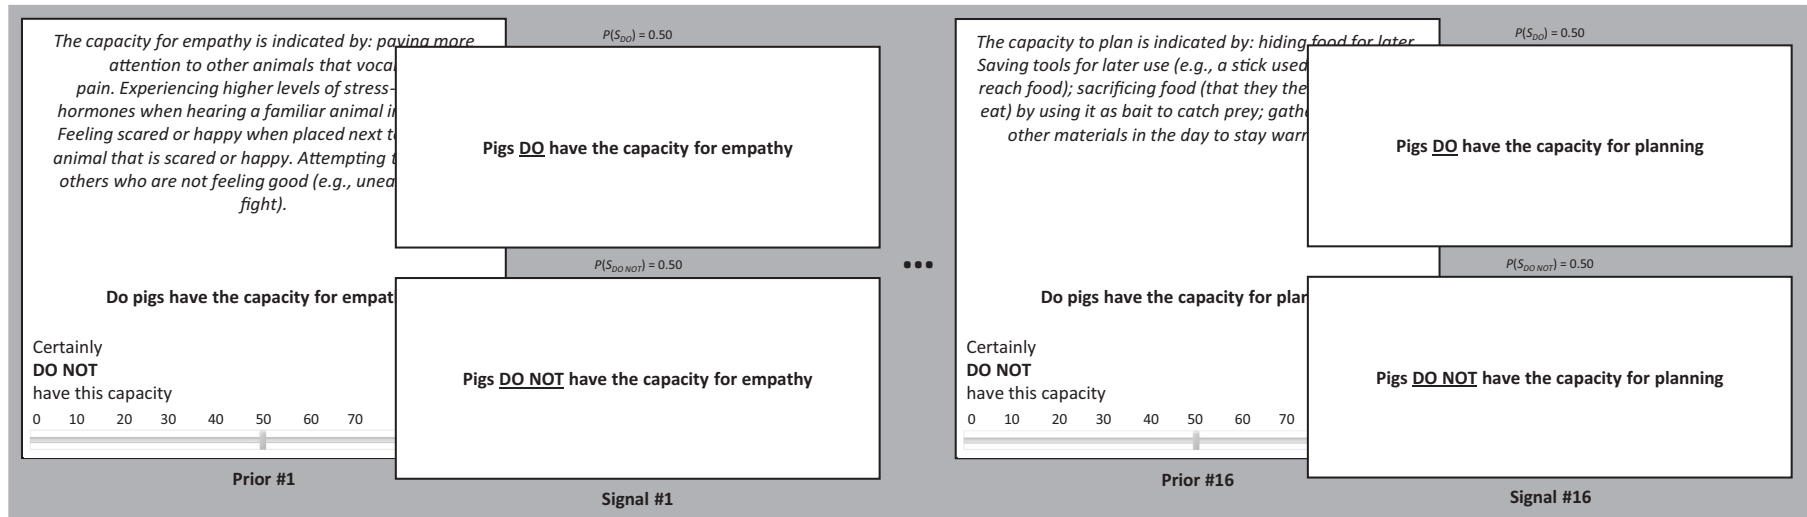 The capacity for empathy is indicated by: paying more
attention to other animals that
pain. Experiencing higher levels of stress-
hormones when hearing a familiar animal
Feeling scared or happy when placed next
animal that is scared or happy. Attempting
others who are not feeling good (e.g.,
fight).
Do pigs have the capacity for
Certainly
DO NOT
have this capacity
0 10 20 30 40 50 60 70
Prior #1
P(S_DO) = 0.50
Pigs DO have the capacity for empathy
P(S_DO NOT) = 0.50
Pigs DO NOT have the capacity for empathy
Signal #1
...
The capacity to plan is indicated by: hiding food for later.
Saving tools for later use (e.g., a stick used
reach food); sacrificing food (that they
eat) by using it as bait to catch prey;
other materials in the day to stay
Do pigs have the capacity for
Certainly
DO NOT
have this capacity
0 10 20 30 40 50 60 70
Prior #16
P(S_DO) = 0.50
Pigs DO have the capacity for planning
P(S_DO NOT) = 0.50
Pigs DO NOT have the capacity for planning
Signal #16